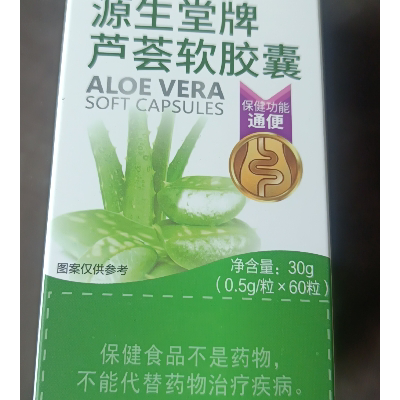 源生堂牌
芦荟软胶囊
ALOE VERA
SOFT CAPSULES
保健功能
通便
图案仅供参考
净含量：30g
（0.5g/粒×60粒）
保健食品不是药物，
不能代替药物治疗疾病。